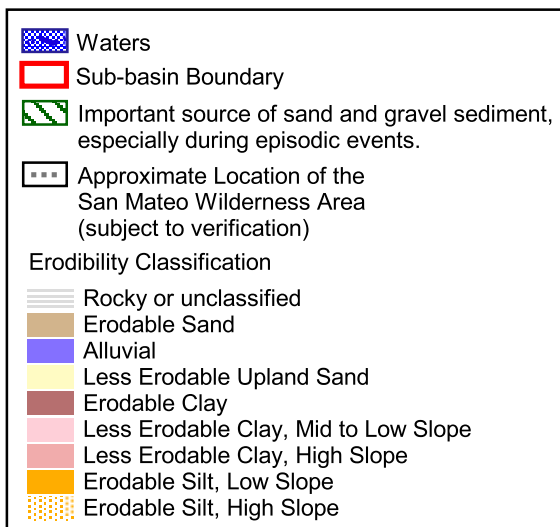 Waters
Sub-basin Boundary
Important source of sand and gravel sediment,
especially during episodic events.
Approximate Location of the
San Mateo Wilderness Area
(subject to verification)
Erodibility Classification
Rocky or unclassified
Erodable Sand
Alluvial
Less Erodable Upland Sand
Erodable Clay
Less Erodable Clay, Mid to Low Slope
Less Erodable Clay, High Slope
Erodable Silt, Low Slope
Erodable Silt, High Slope